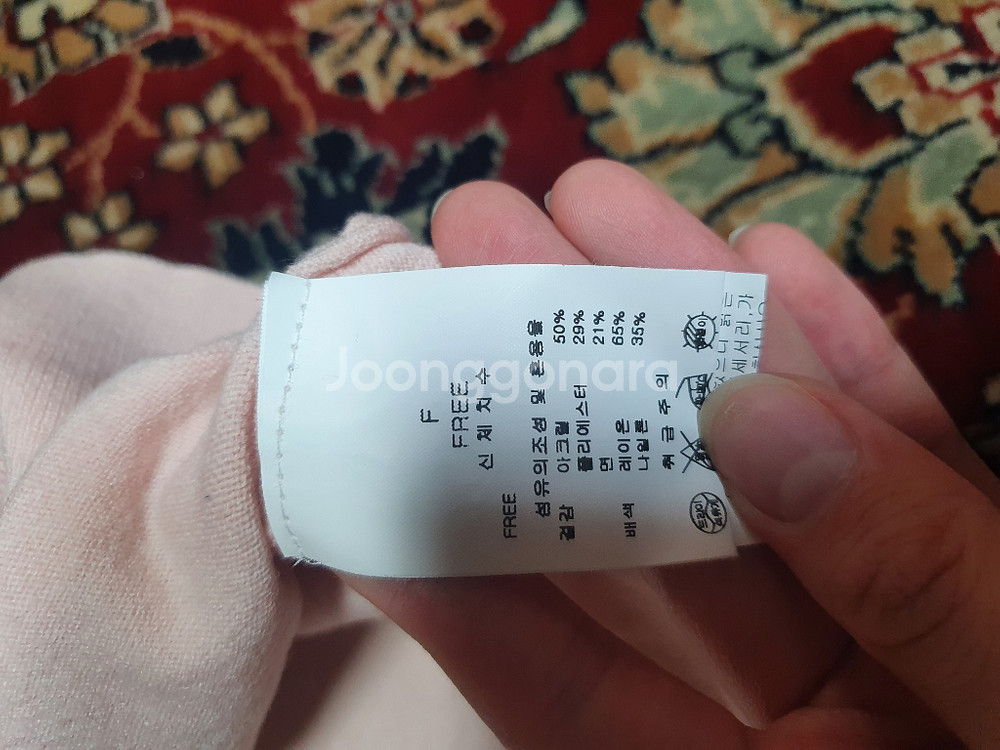 F
FREE
신 체 치 수
FREE
섬유의조성 및 혼용율
겉감 아크릴 50%
폴리에스터 29%
면 21%
배색 레이온 65%
나일론 35%
취 급 주 의
세서리,가
Joonggonara